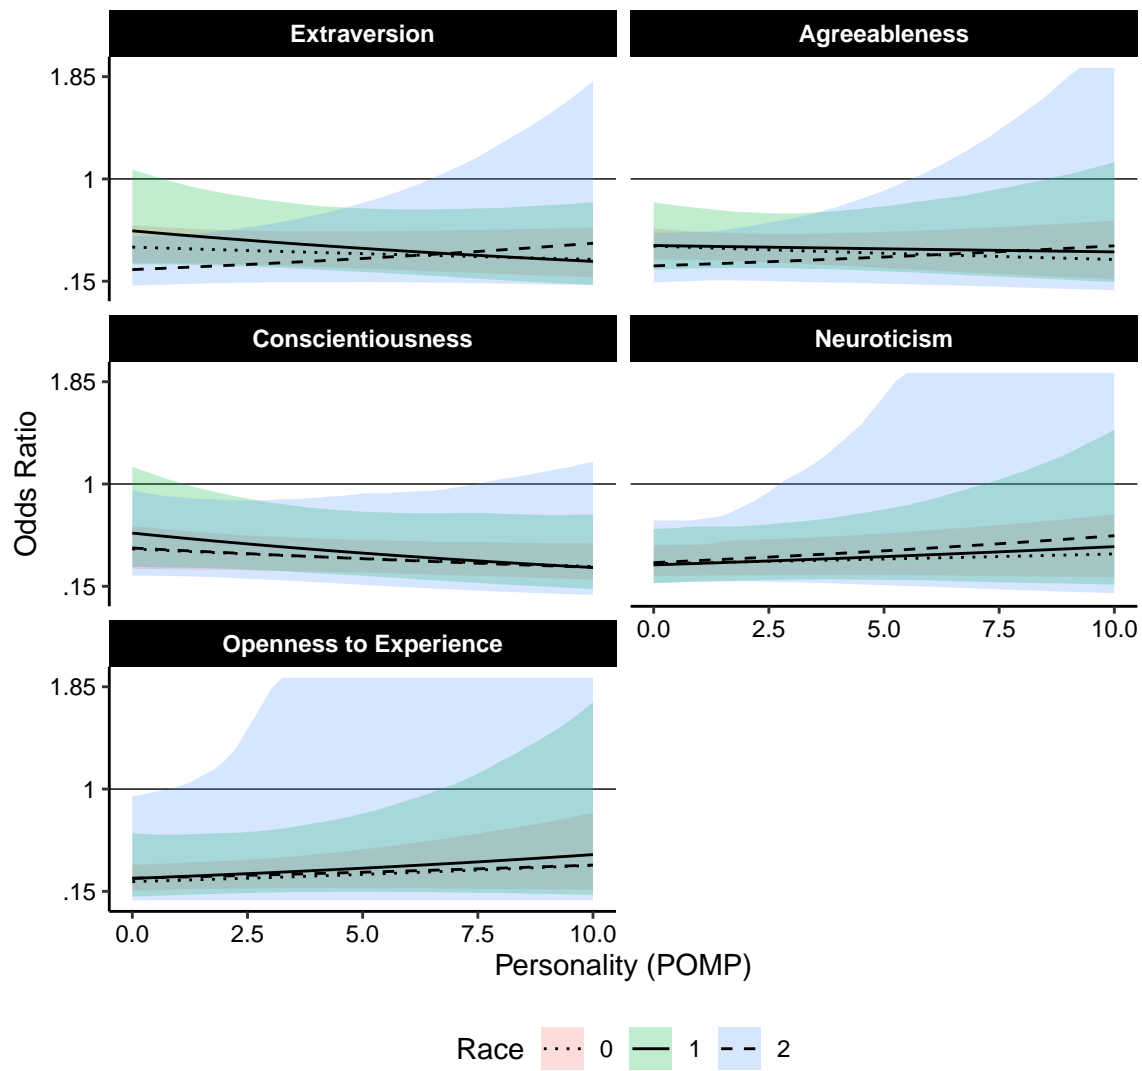 Extraversion
Agreeableness
1.85
1
.15
Conscientiousness
Neuroticism
1.85
1
.15
0.0 2.5 5.0 7.5 10.0
Openness to Experience
1.85
1
.15
0.0 2.5 5.0 7.5 10.0
Odds Ratio
Personality (POMP)
Race 0 1 2